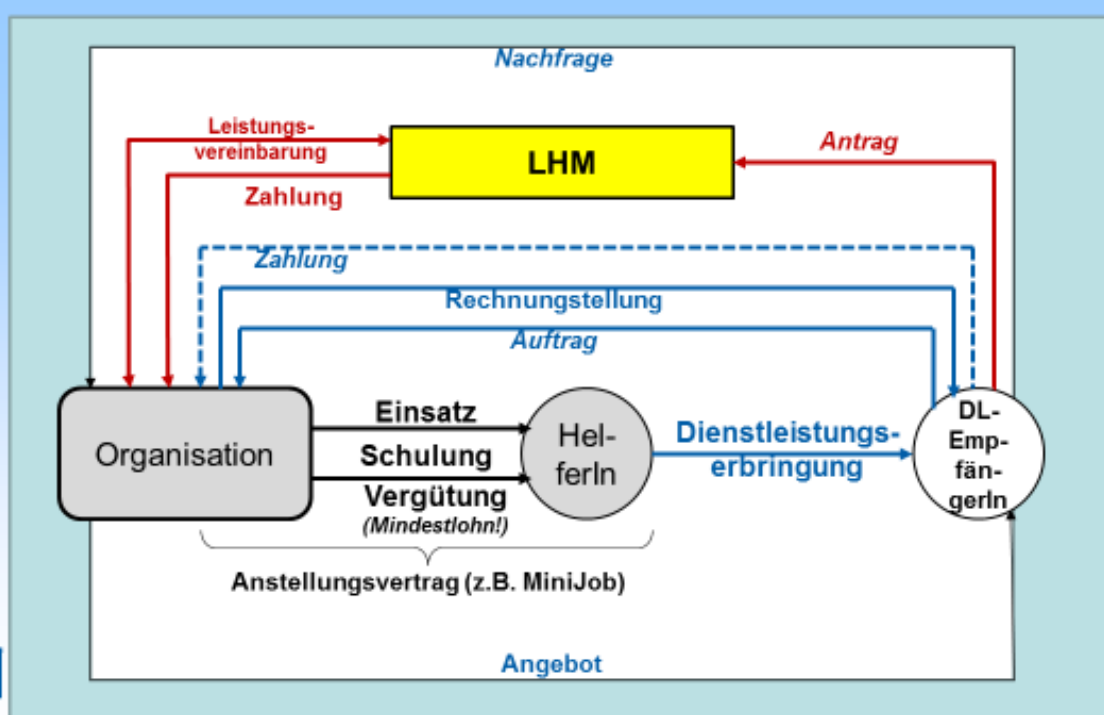 Nachfrage
Leistungs-
vereinbarung
LHM
Antrag
Zahlung
Zahlung
Rechnungstellung
Auftrag
Organisation
Einsatz
Schulung
Vergütung
(Mindestlohn!)
Hel-
ferIn
Dienstleistungs-
erbringung
DL-
Emp-
fän-
gerIn
Anstellungsvertrag (z.B. MiniJob)
Angebot